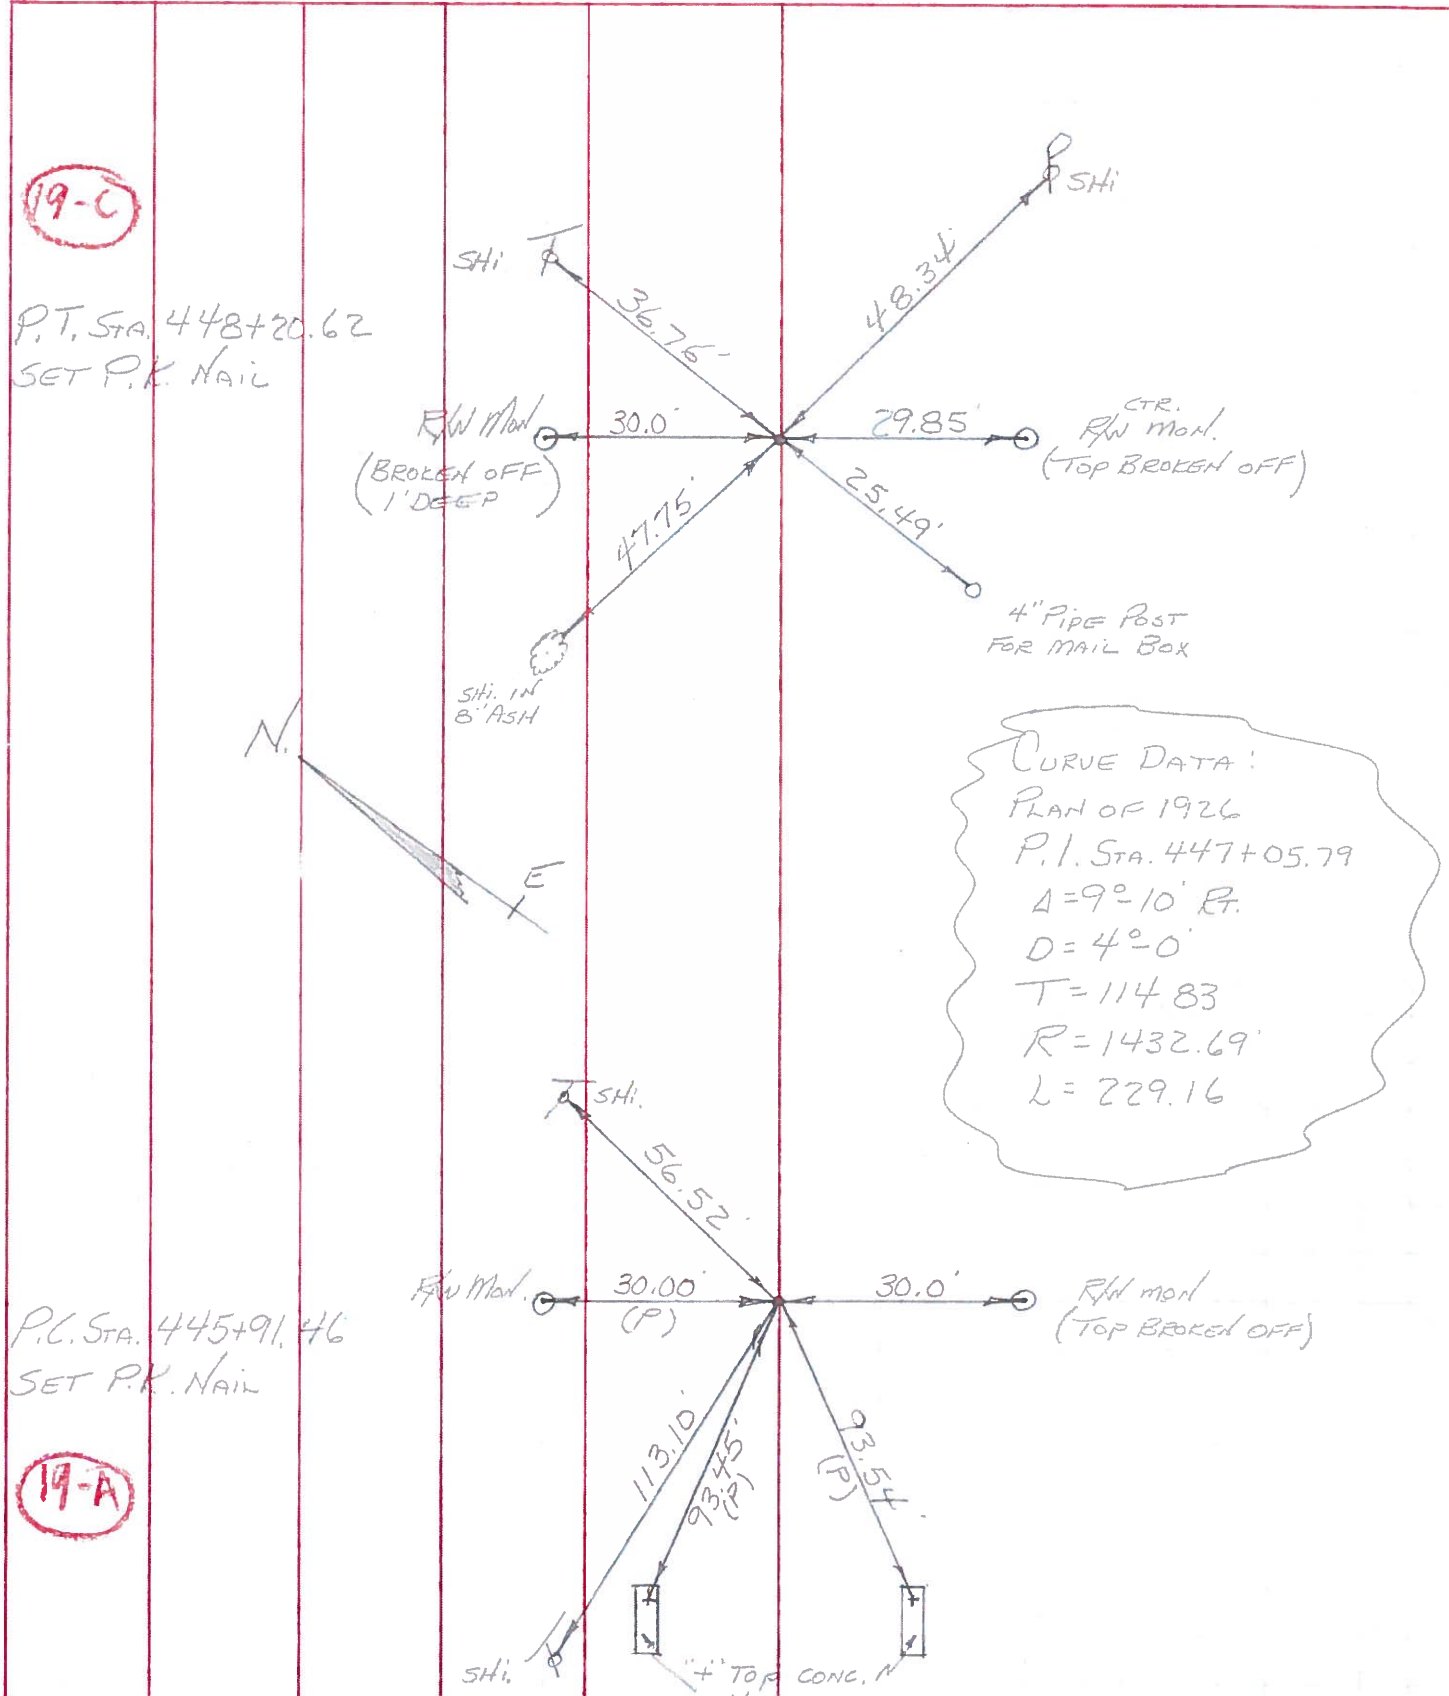 19-C
SHi
SHi
36.76'
48.34'
P.T. STA. 448+20.62
SET P.K. NAIL
R/W MON
(BROKEN OFF
1' DEEP)
30.0'
29.85'
CTR.
R/W MON.
(TOP BROKEN OFF)
47.75'
25.49'
4" PIPE POST
FOR MAIL BOX
SHi. IN
8" ASH
N.
E
CURVE DATA:
PLAN OF 1926
P.I. STA. 447+05.79
Δ=9°-10' RT.
D=4°-0'
T=114.83
R=1432.69'
L=229.16
SHi.
56.52'
R/W MON.
30.00'
(P)
30.0'
R/W MON
(TOP BROKEN OFF)
P.C. STA. 445+91.46
SET P.K. NAIL
113.10'
93.45'
(P)
93.54'
(P)
19-A
SHi.
"+" TOP CONC.